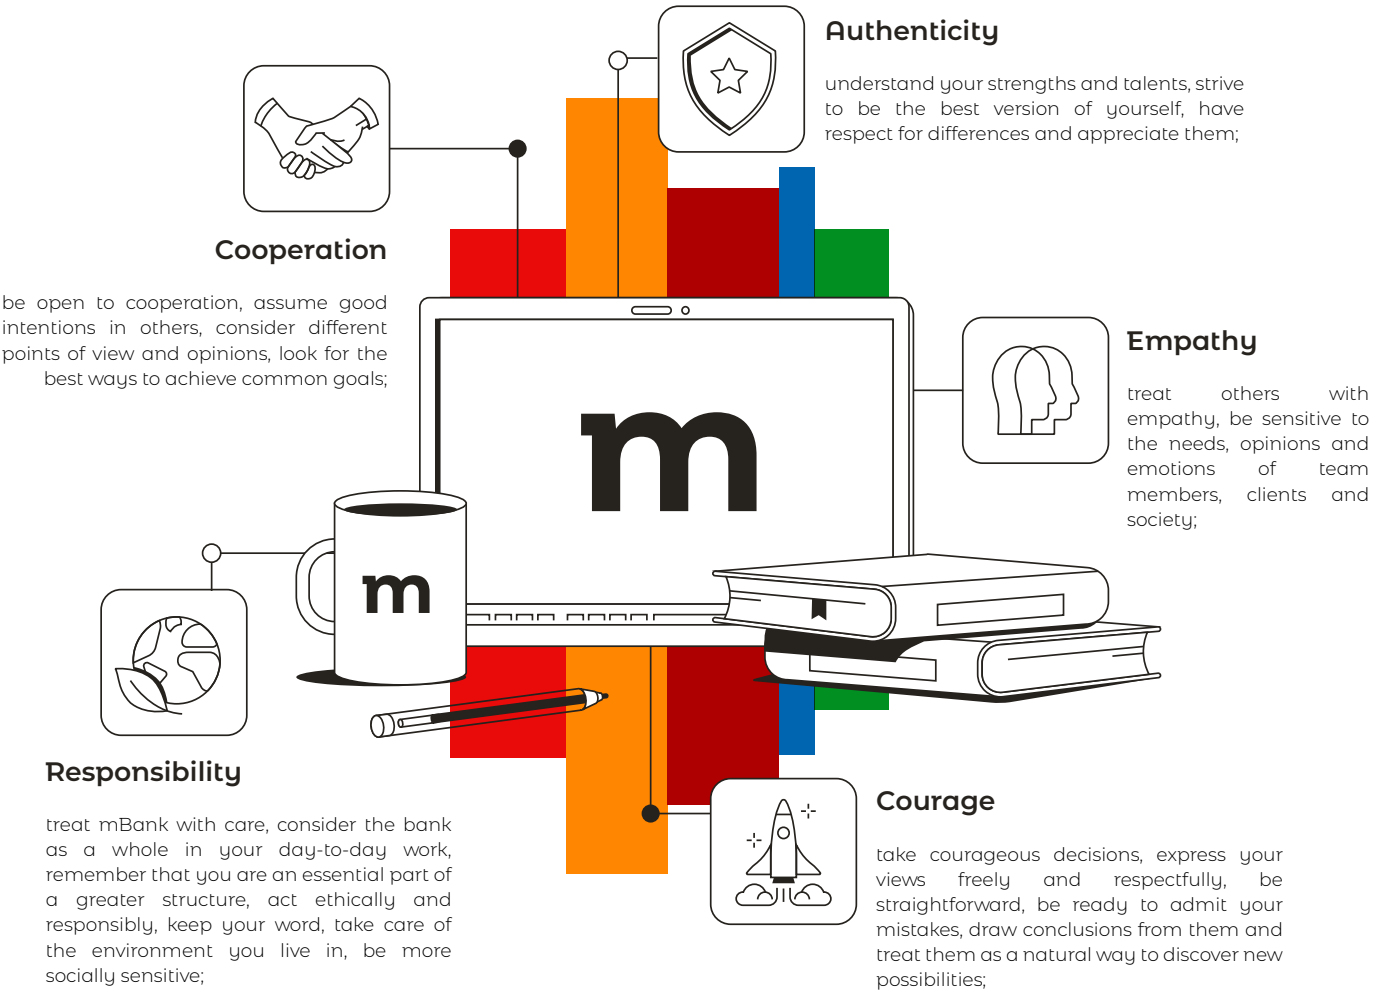 Authenticity
understand your strengths and talents, strive
to be the best version of yourself, have
respect for differences and appreciate them;
Cooperation
be open to cooperation, assume good
intentions in others, consider different
points of view and opinions, look for the
best ways to achieve common goals;
Empathy
treat others with
empathy, be sensitive to
the needs, opinions and
emotions of team
members, clients and
society;
m
m
Responsibility
treat mBank with care, consider the bank
as a whole in your day-to-day work,
remember that you are an essential part of
a greater structure, act ethically and
responsibly, keep your word, take care of
the environment you live in, be more
socially sensitive;
Courage
take courageous decisions, express your
views freely and respectfully, be
straightforward, be ready to admit your
mistakes, draw conclusions from them and
treat them as a natural way to discover new
possibilities;